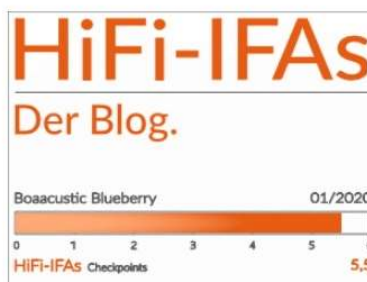 HiFi-IFAs
Der Blog.
Boaacustic Blueberry 01/2020
0 1 2 3 4 5 6
HiFi-IFAs Checkpoints 5,5